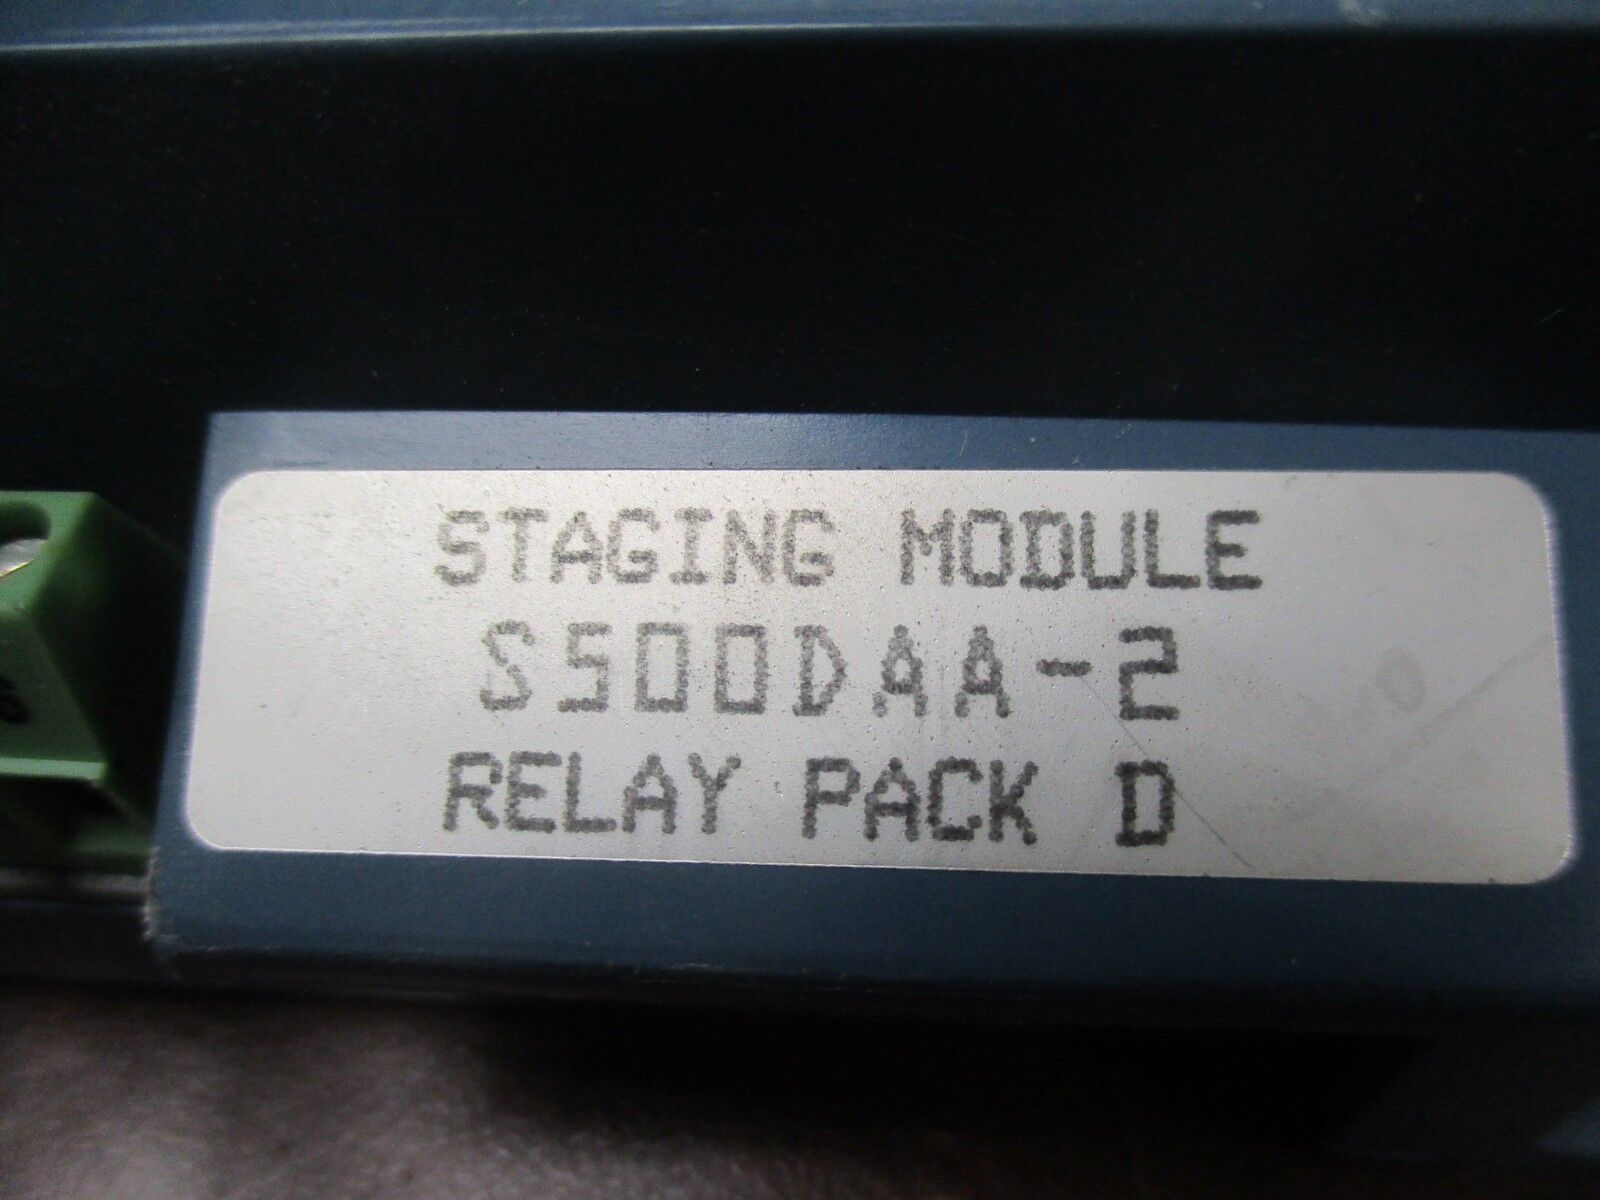 STAGING MODULE
S500DAA-2
RELAY PACK D